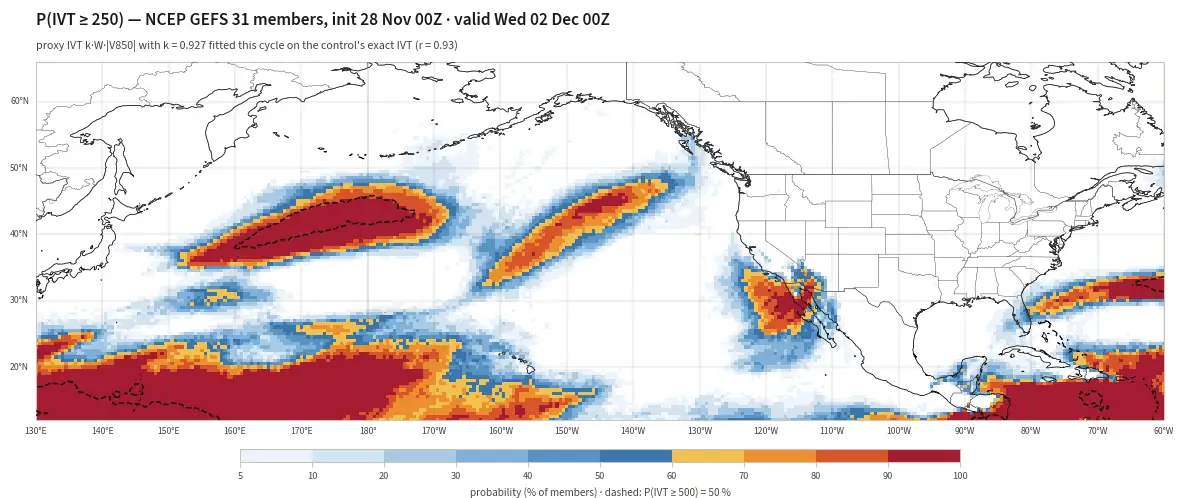 P(IVT ≥ 250) — NCEP GEFS 31 members, init 28 Nov 00Z · valid Wed 02 Dec 00Z
proxy IVT k·W·|V850| with k = 0.927 fitted this cycle on the control's exact IVT (r = 0.93)
60°N
50°N
40°N
30°N
20°N
130°E 140°E 150°E 160°E 170°E 180° 170°W 160°W 150°W 140°W 130°W 120°W 110°W 100°W 90°W 80°W 70°W 60°W
5 10 20 30 40 50 60 70 80 90 100
probability (% of members) · dashed: P(IVT ≥ 500) = 50 %